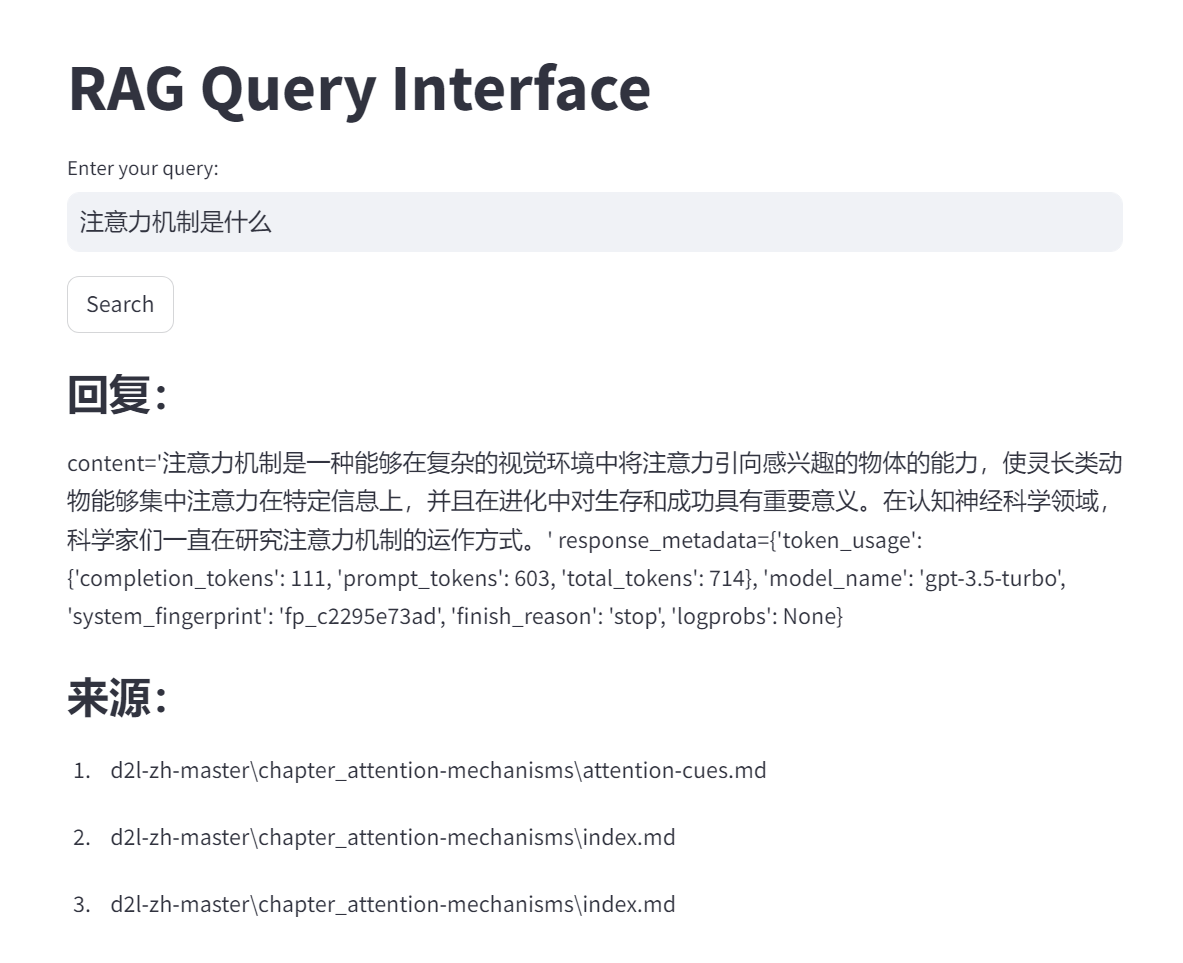 RAG Query Interface
Enter your query:
注意力机制是什么
Search
回复：
content='注意力机制是一种能够在复杂的视觉环境中将注意力引向感兴趣的物体的能力，使灵长类动
物能够集中注意力在特定信息上，并且在进化中对生存和成功具有重要意义。在认知神经科学领域，
科学家们一直在研究注意力机制的运作方式。' response_metadata={'token_usage':
{'completion_tokens': 111, 'prompt_tokens': 603, 'total_tokens': 714}, 'model_name': 'gpt-3.5-turbo',
'system_fingerprint': 'fp_c2295e73ad', 'finish_reason': 'stop', 'logprobs': None}
来源：
1. d2l-zh-master\chapter_attention-mechanisms\attention-cues.md
2. d2l-zh-master\chapter_attention-mechanisms\index.md
3. d2l-zh-master\chapter_attention-mechanisms\index.md